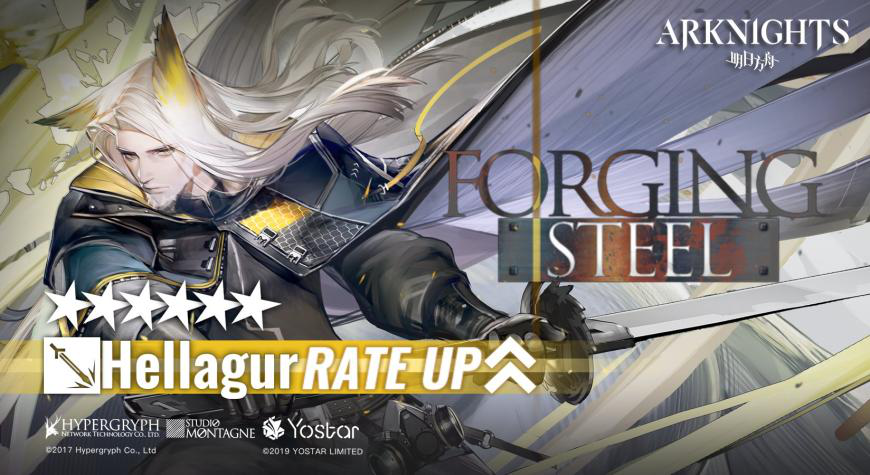 ARKNIGHTS
明日方舟
FORGING
STEEL
Hellagur RATE UP
HYPERGRYPH
NETWORK TECHNOLOGY CO., LTD.
STUDIO
MONTAGNE
Yostar
©2017 Hypergryph Co., Ltd
©2019 YOSTAR LIMITED